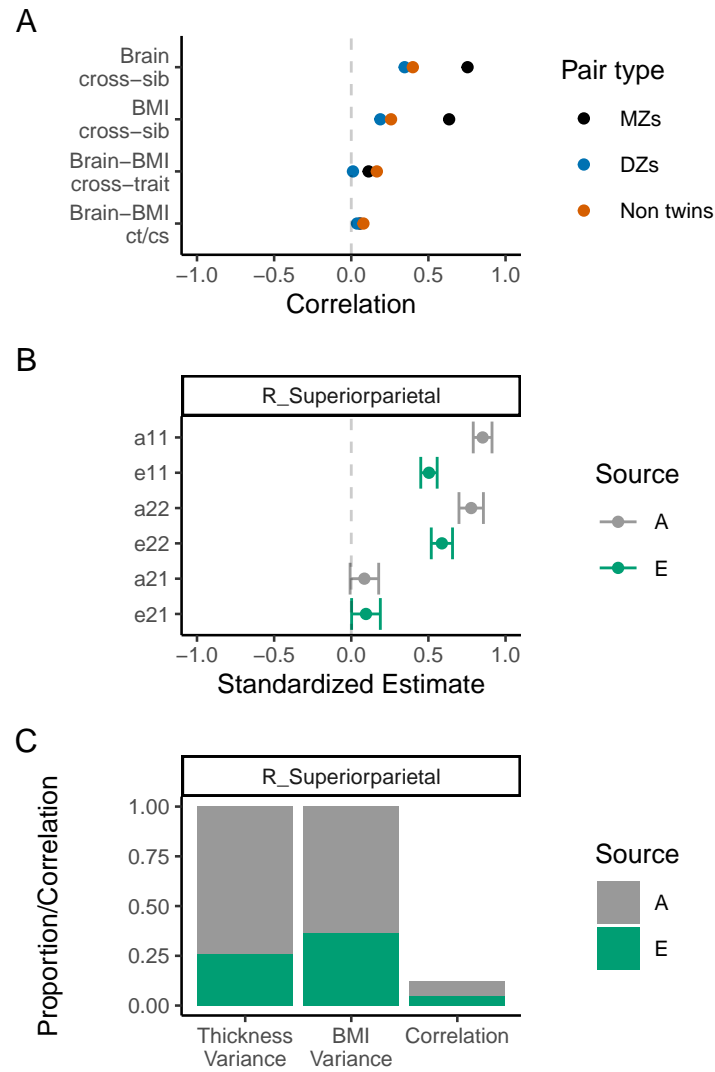 A
Brain
cross−sib
BMI
cross−sib
Brain−BMI
cross−trait
Brain−BMI
ct/cs
−1.0 −0.5 0.0 0.5 1.0
Correlation
Pair type
MZs
DZs
Non twins
B
R_Superiorparietal
a11
e11
a22
e22
a21
e21
−1.0 −0.5 0.0 0.5 1.0
Standardized Estimate
Source
A
E
C
R_Superiorparietal
Proportion/Correlation
1.00
0.75
0.50
0.25
0.00
Thickness
Variance
BMI
Variance
Correlation
Source
A
E